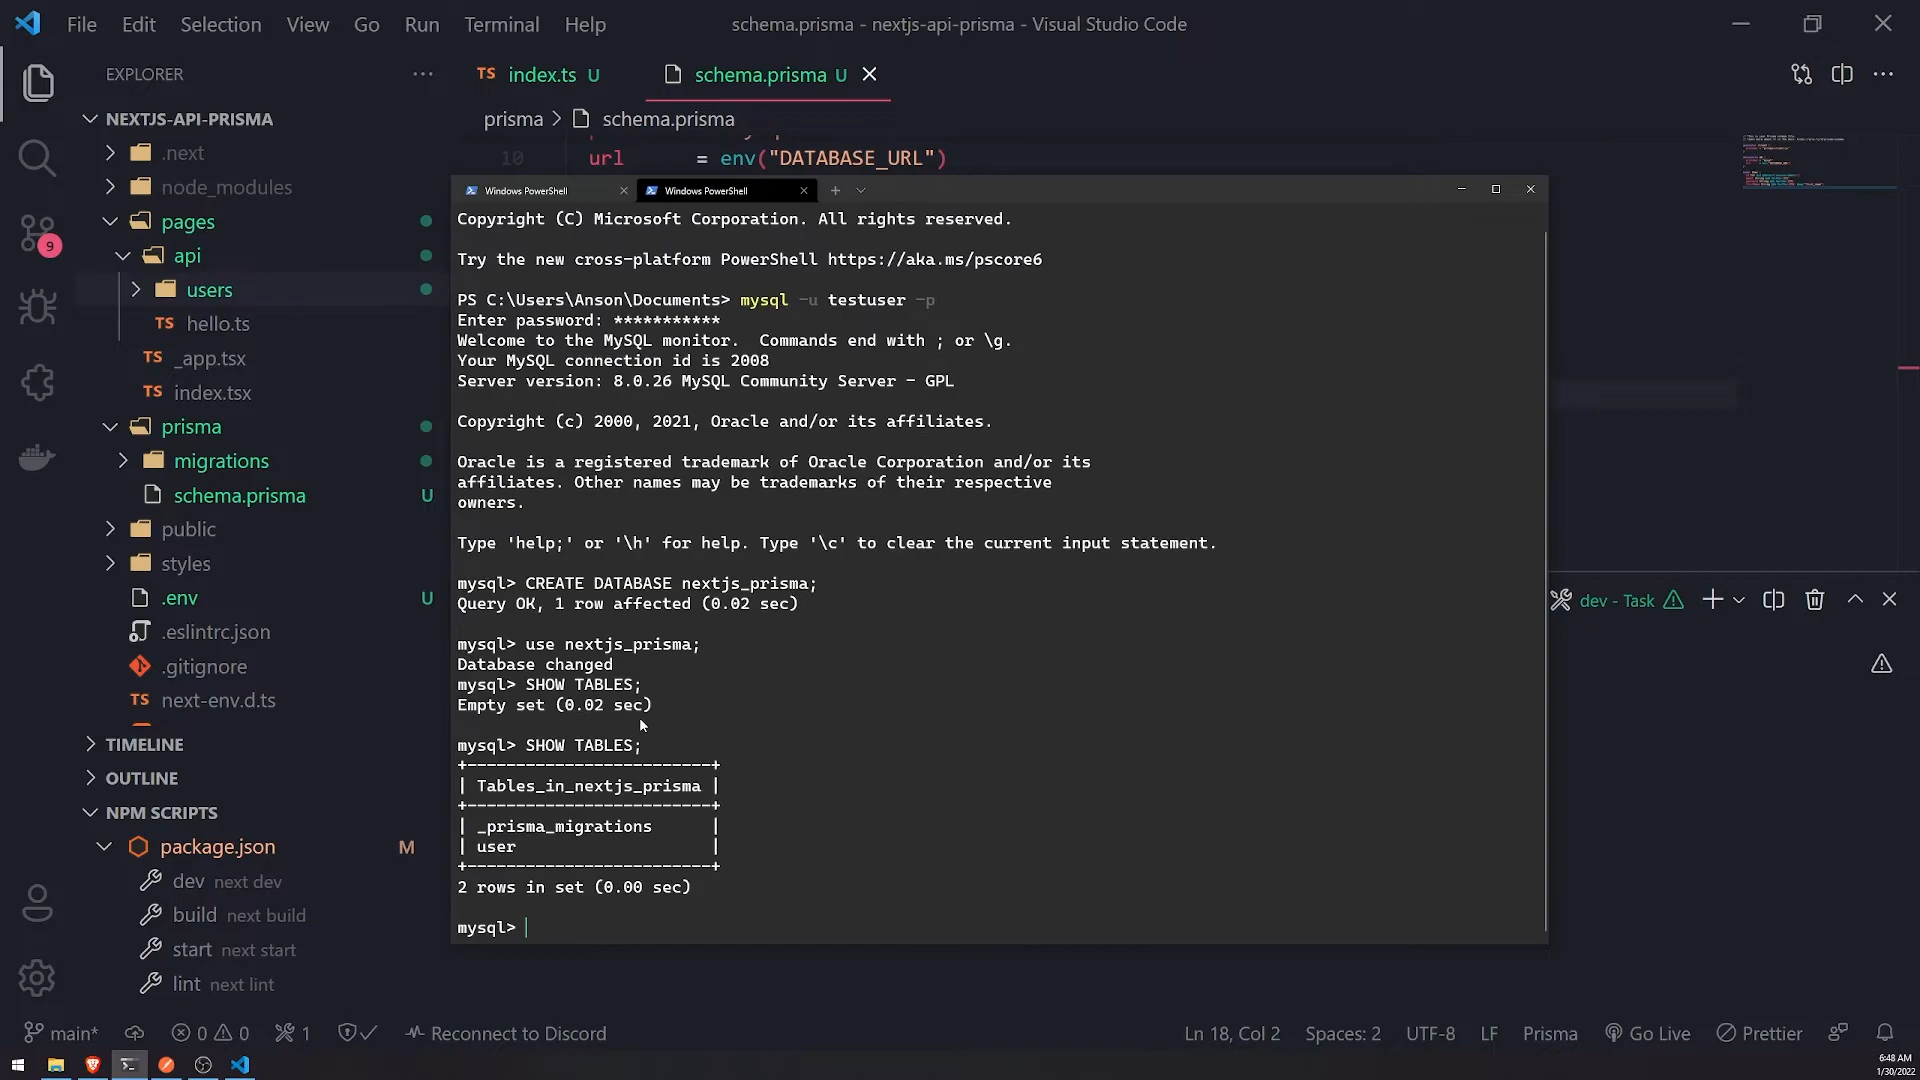 File Edit Selection View Go Run Terminal Help
schema.prisma - nextjs-api-prisma - Visual Studio Code
EXPLORER
TS index.ts U
schema.prisma U
prisma > schema.prisma
10 url = env("DATABASE_URL")
NEXTJS-API-PRISMA
.next
node_modules
pages
api
users
TS hello.ts
TS _app.tsx
TS index.tsx
prisma
migrations
schema.prisma U
public
styles
.env U
.eslintrc.json
.gitignore
TS next-env.d.ts
TIMELINE
OUTLINE
NPM SCRIPTS
package.json M
dev next dev
build next build
start next start
lint next lint
9
Windows PowerShell
Windows PowerShell
Copyright (C) Microsoft Corporation. All rights reserved.
Try the new cross-platform PowerShell https://aka.ms/pscore6
PS C:\Users\Anson\Documents> mysql -u testuser -p
Enter password: ***********
Welcome to the MySQL monitor.  Commands end with ; or \g.
Your MySQL connection id is 2008
Server version: 8.0.26 MySQL Community Server - GPL
Copyright (c) 2000, 2021, Oracle and/or its affiliates.
Oracle is a registered trademark of Oracle Corporation and/or its
affiliates. Other names may be trademarks of their respective
owners.
Type 'help;' or '\h' for help. Type '\c' to clear the current input statement.
mysql> CREATE DATABASE nextjs_prisma;
Query OK, 1 row affected (0.02 sec)
mysql> use nextjs_prisma;
Database changed
mysql> SHOW TABLES;
Empty set (0.02 sec)
mysql> SHOW TABLES;
+-------------------------+
| Tables_in_nextjs_prisma |
+-------------------------+
| _prisma_migrations      |
| user                    |
+-------------------------+
2 rows in set (0.00 sec)
mysql>
dev - Task
main* 0 0 1 Reconnect to Discord
Ln 18, Col 2 Spaces: 2 UTF-8 LF Prisma Go Live Prettier
6:48 AM
1/30/2022